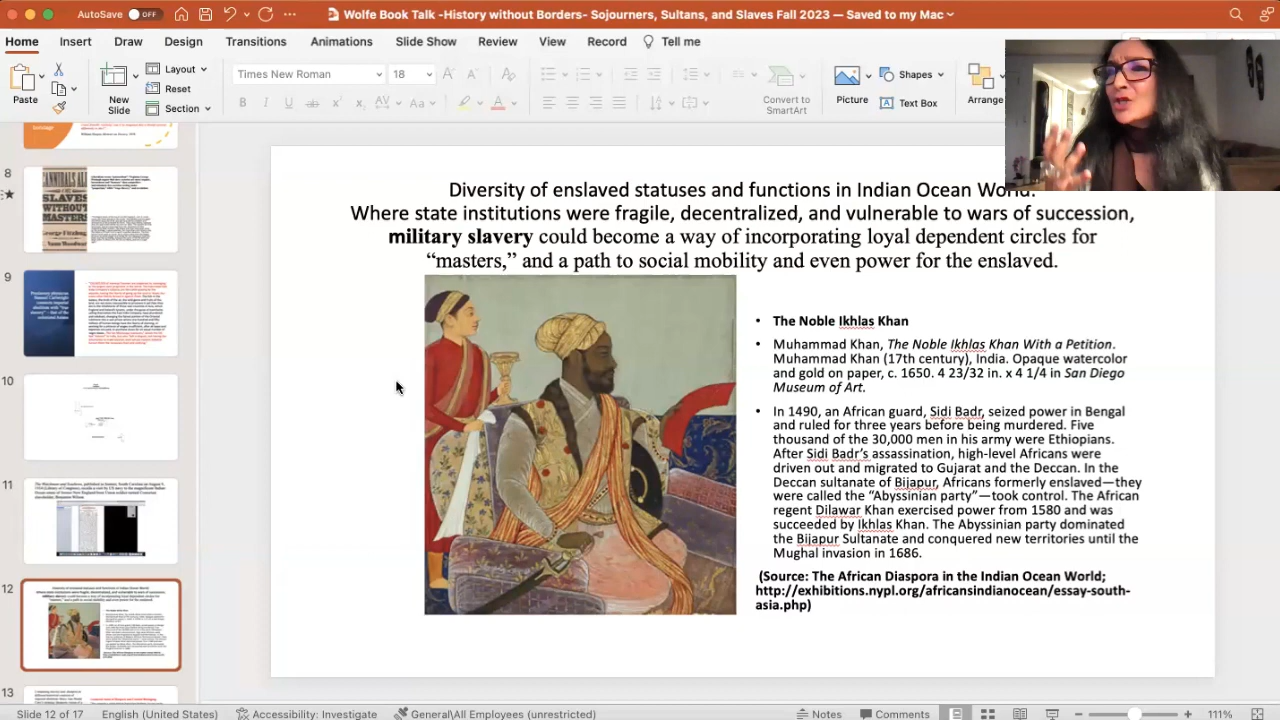 AutoSave OFF
Wolfe Book Talk -History without Borders- Sojourners, Sultans, and Slaves Fall 2023 — Saved to my Mac
Home Insert Draw Design Transitions Animations Slide Show Review View Record Tell me
Paste
New Slide
Layout
Reset
Section
Times New Roman 18
Convert to SmartArt
Picture
Shapes
Text Box
Arrange
8
9
10
11
12
13
Diversity of enslaved statuses and functions in Indian Ocean World:
Where state institutions were fragile, decentralized, and vulnerable to wars of succession,
military slavery could become a way of incorporating loyal dependent circles for
“masters.” and a path to social mobility and even power for the enslaved.
• The Noble Ikhlas Khan
• Muhammad Khan, The Noble Ikhlas Khan With a Petition.
Muhammad Khan (17th century), India. Opaque watercolor
and gold on paper, c. 1650. 4 23/32 in. x 4 1/4 in San Diego
Museum of Art.
• an African guard, Sidi Badr, seized power in Bengal
and ruled for three years before being murdered. Five
thousand of the 30,000 men in his army were Ethiopians.
After Sidi Badr’s assassination, high-level Africans were
driven out and migrated to Gujarat and the Deccan. In the
Deccan sultanate of Bijapur, Africans formerly enslaved—they
were called the “Abyssinian party”—took control. The African
regent Dilawar Khan exercised power from 1580 and was
succeeded by Ikhlas Khan. The Abyssinian party dominated
the Bijapur Sultanate and conquered new territories until the
Mughal invasion in 1686.
(Source: The African Diaspora in the Indian Ocean World;
nypl.org/africansindianocean/essay-south-
asia.php)
Slide 12 of 17 English (United States) Accessibility: Investigate General\All Employees (unrestricted) Notes Comments 111%